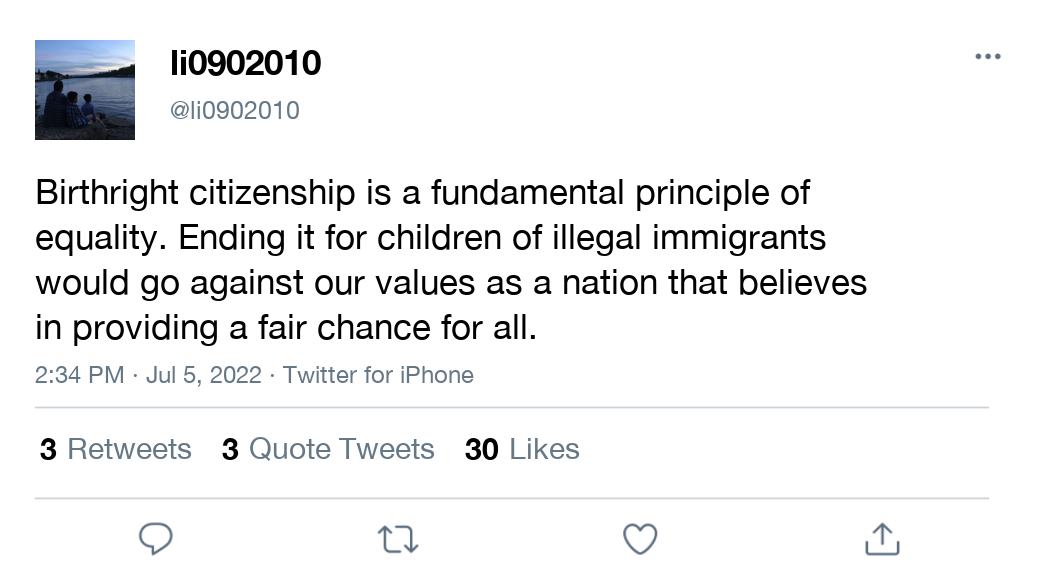 li0902010
@li0902010
Birthright citizenship is a fundamental principle of
equality. Ending it for children of illegal immigrants
would go against our values as a nation that believes
in providing a fair chance for all.
2:34 PM · Jul 5, 2022 · Twitter for iPhone
3 Retweets 3 Quote Tweets 30 Likes